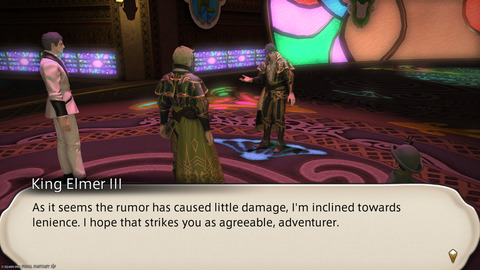 King Elmer III
As it seems the rumor has caused little damage, I'm inclined towards
lenience. I hope that strikes you as agreeable, adventurer.